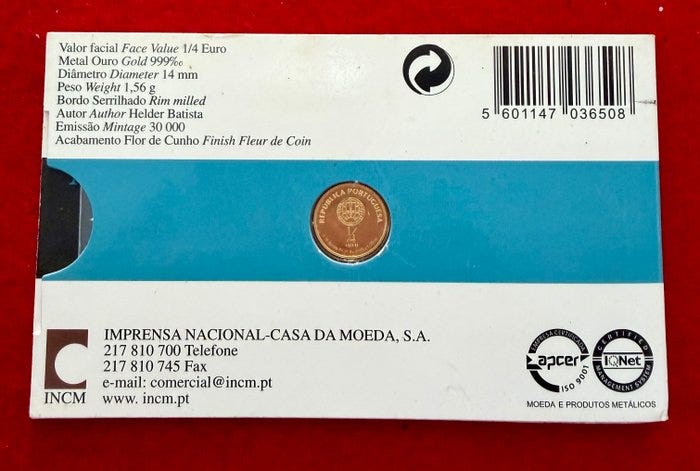 Valor facial Face Value 1/4 Euro
Metal Ouro Gold 999‰
Diâmetro Diameter 14 mm
Peso Weight 1,56 g
Bordo Serrilhado Rim milled
Autor Author Helder Batista
Emissão Mintage 30 000
Acabamento Flor de Cunho Finish Fleur de Coin
5 601147 036508
REPUBLICA PORTUGUESA
IMPRENSA NACIONAL-CASA DA MOEDA, S.A.
217 810 700 Telefone
217 810 745 Fax
e-mail: comercial@incm.pt
www. incm.pt
INCM
EMPRESA CERTIFICADA
apcer
ISO 9001
CERTIFIED
IQNet
MANAGEMENT SYSTEM
MOEDA E PRODUTOS METÁLICOS